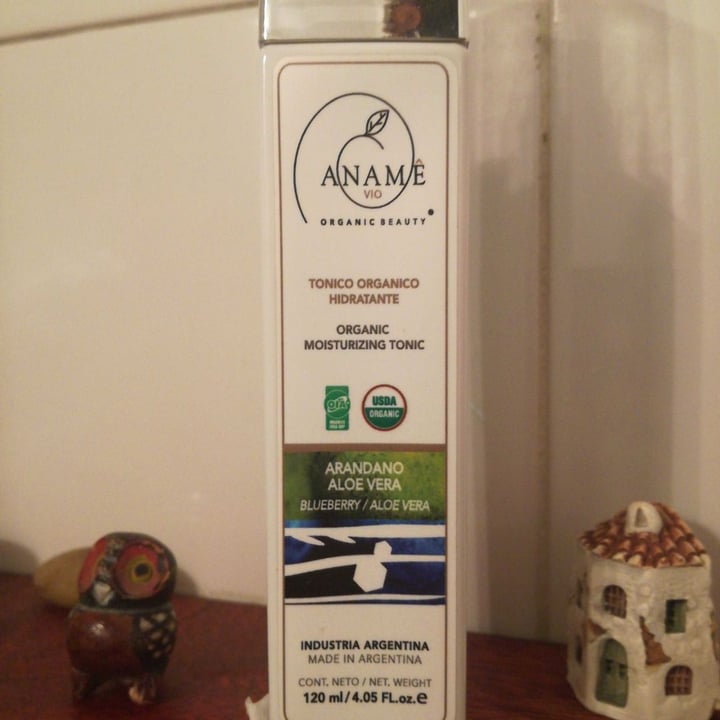 ANAMÊ
VIO
ORGANIC BEAUTY
TONICO ORGANICO
HIDRATANTE
ORGANIC
MOISTURIZING TONIC
OIA
USDA
ORGANIC
ARANDANO
ALOE VERA
BLUEBERRY / ALOE VERA
INDUSTRIA ARGENTINA
MADE IN ARGENTINA
CONT. NETO / NET. WEIGHT
120 ml / 4.05 FL.oz.e